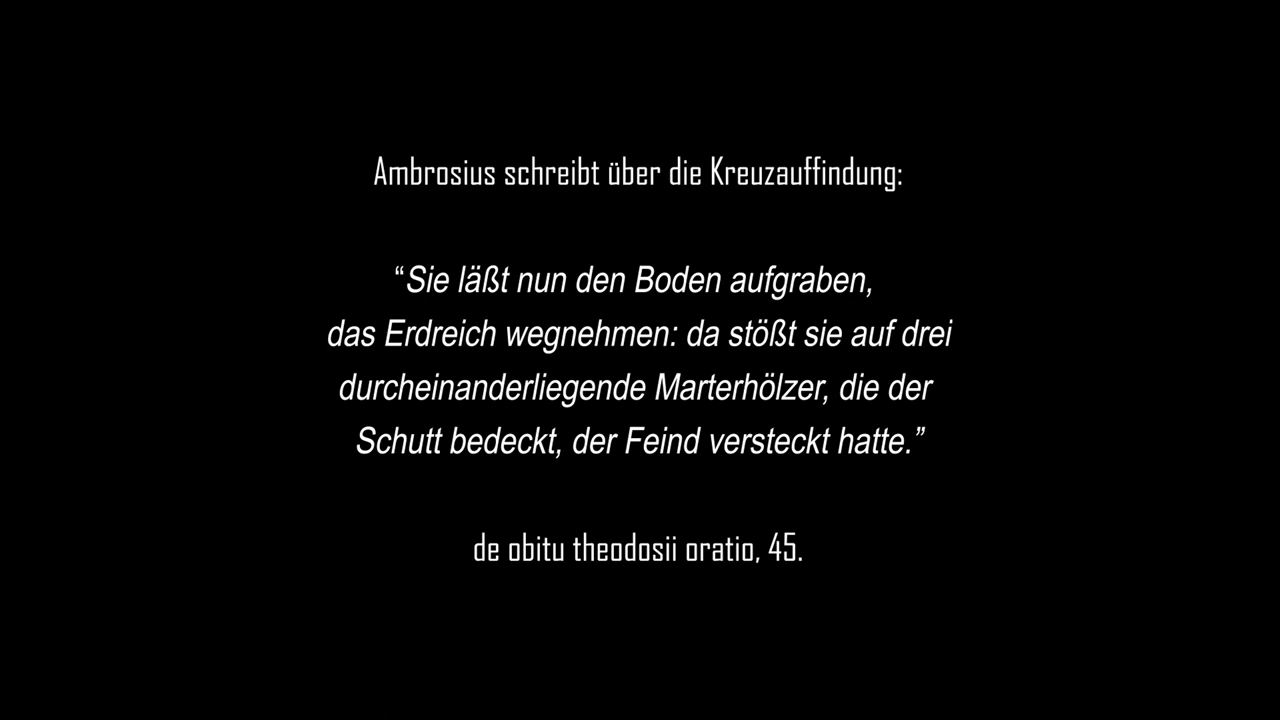 Ambrosius schreibt über die Kreuzauffindung:
“Sie läßt nun den Boden aufgraben,
das Erdreich wegnehmen: da stößt sie auf drei
durcheinanderliegende Marterhölzer, die der
Schutt bedeckt, der Feind versteckt hatte.”
de obitu theodosii oratio, 45.